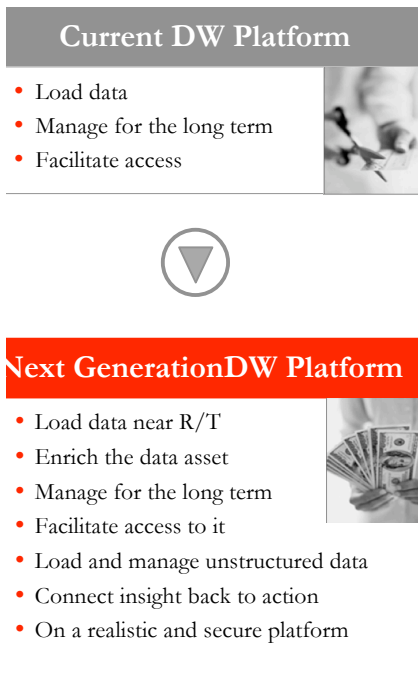 Current DW Platform
• Load data
• Manage for the long term
• Facilitate access
Next GenerationDW Platform
• Load data near R/T
• Enrich the data asset
• Manage for the long term
• Facilitate access to it
• Load and manage unstructured data
• Connect insight back to action
• On a realistic and secure platform